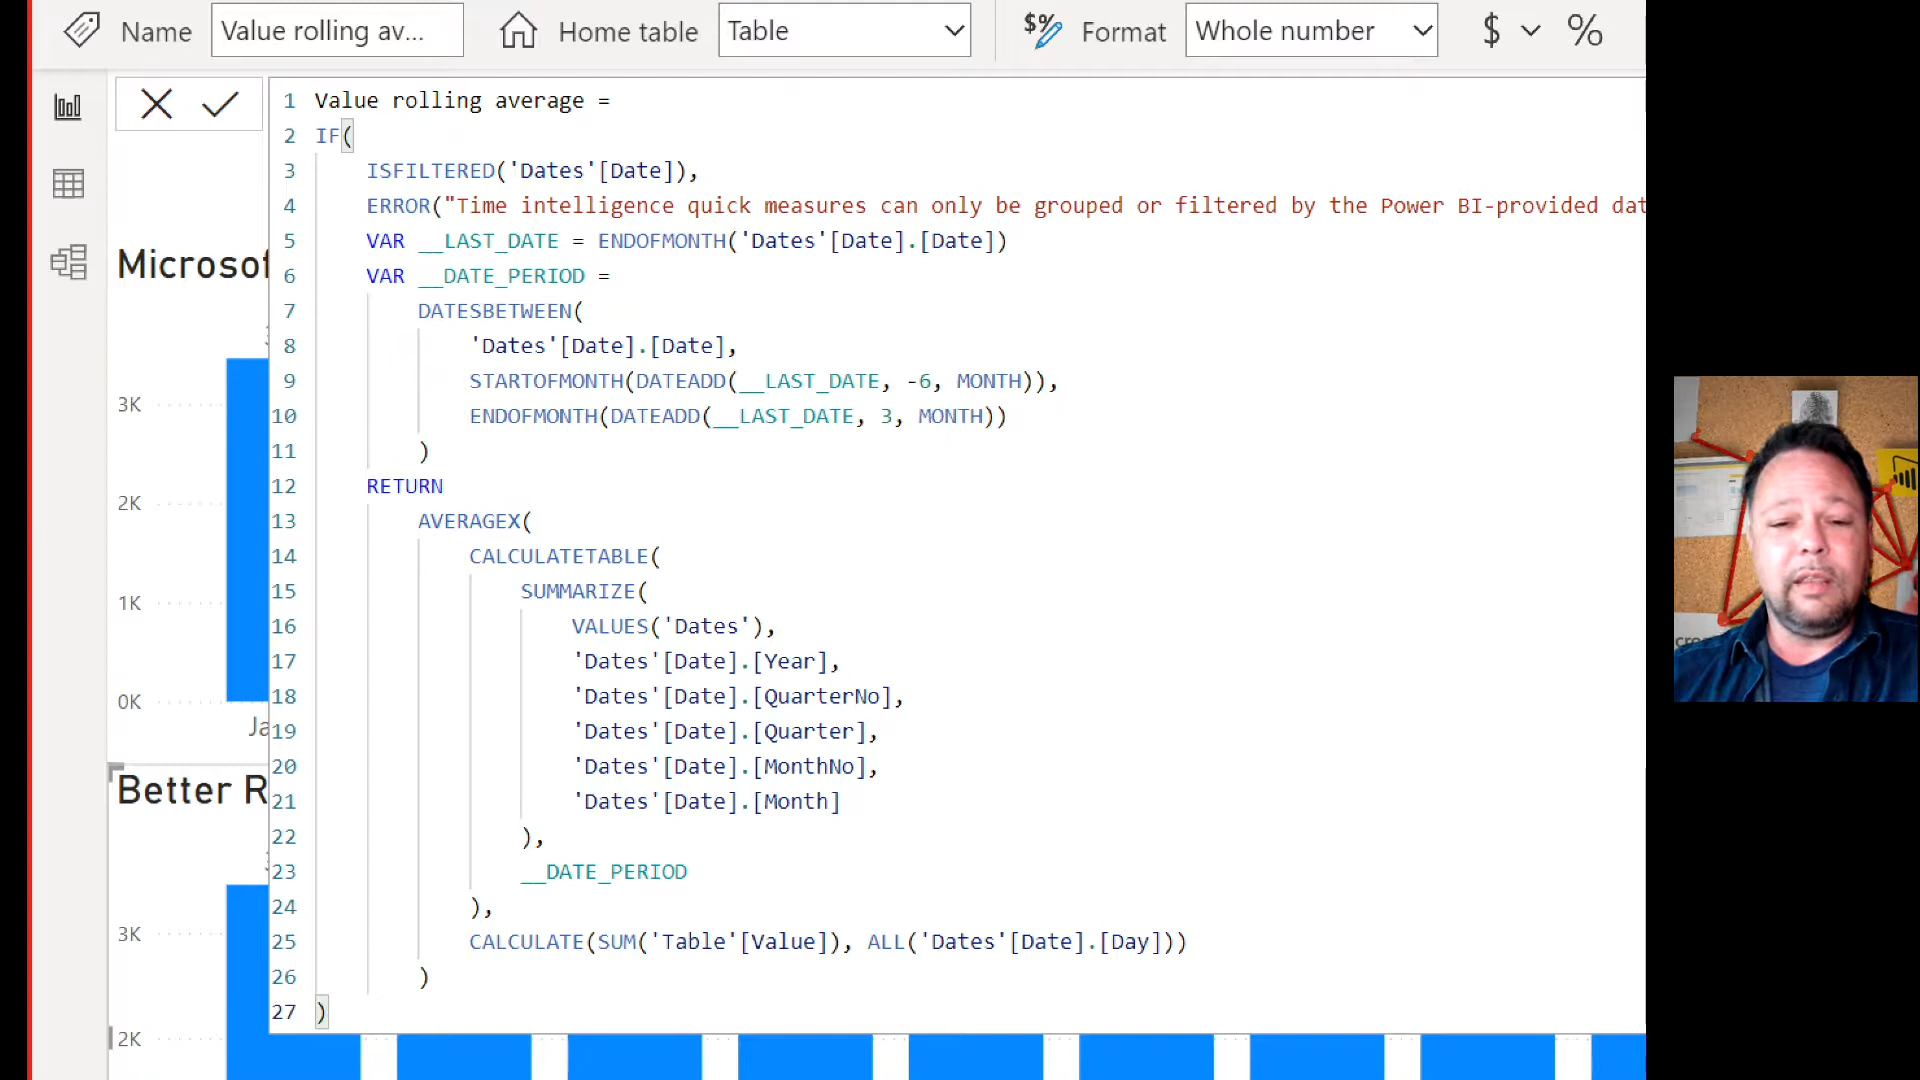 Name Value rolling av... Home table Table Format Whole number $ %
1 Value rolling average =
2 IF(
3 ISFILTERED('Dates'[Date]),
4 ERROR("Time intelligence quick measures can only be grouped or filtered by the Power BI-provided dat
5 VAR __LAST_DATE = ENDOFMONTH('Dates'[Date].[Date])
6 VAR __DATE_PERIOD =
7 DATESBETWEEN(
8 'Dates'[Date].[Date],
9 STARTOFMONTH(DATEADD(__LAST_DATE, -6, MONTH)),
10 ENDOFMONTH(DATEADD(__LAST_DATE, 3, MONTH))
11 )
12 RETURN
13 AVERAGEX(
14 CALCULATETABLE(
15 SUMMARIZE(
16 VALUES('Dates'),
17 'Dates'[Date].[Year],
18 'Dates'[Date].[QuarterNo],
19 'Dates'[Date].[Quarter],
20 'Dates'[Date].[MonthNo],
21 'Dates'[Date].[Month]
22 ),
23 __DATE_PERIOD
24 ),
25 CALCULATE(SUM('Table'[Value]), ALL('Dates'[Date].[Day]))
26 )
27 )
Microsof
3K
2K
1K
0K
Ja
Better R
3K
2K